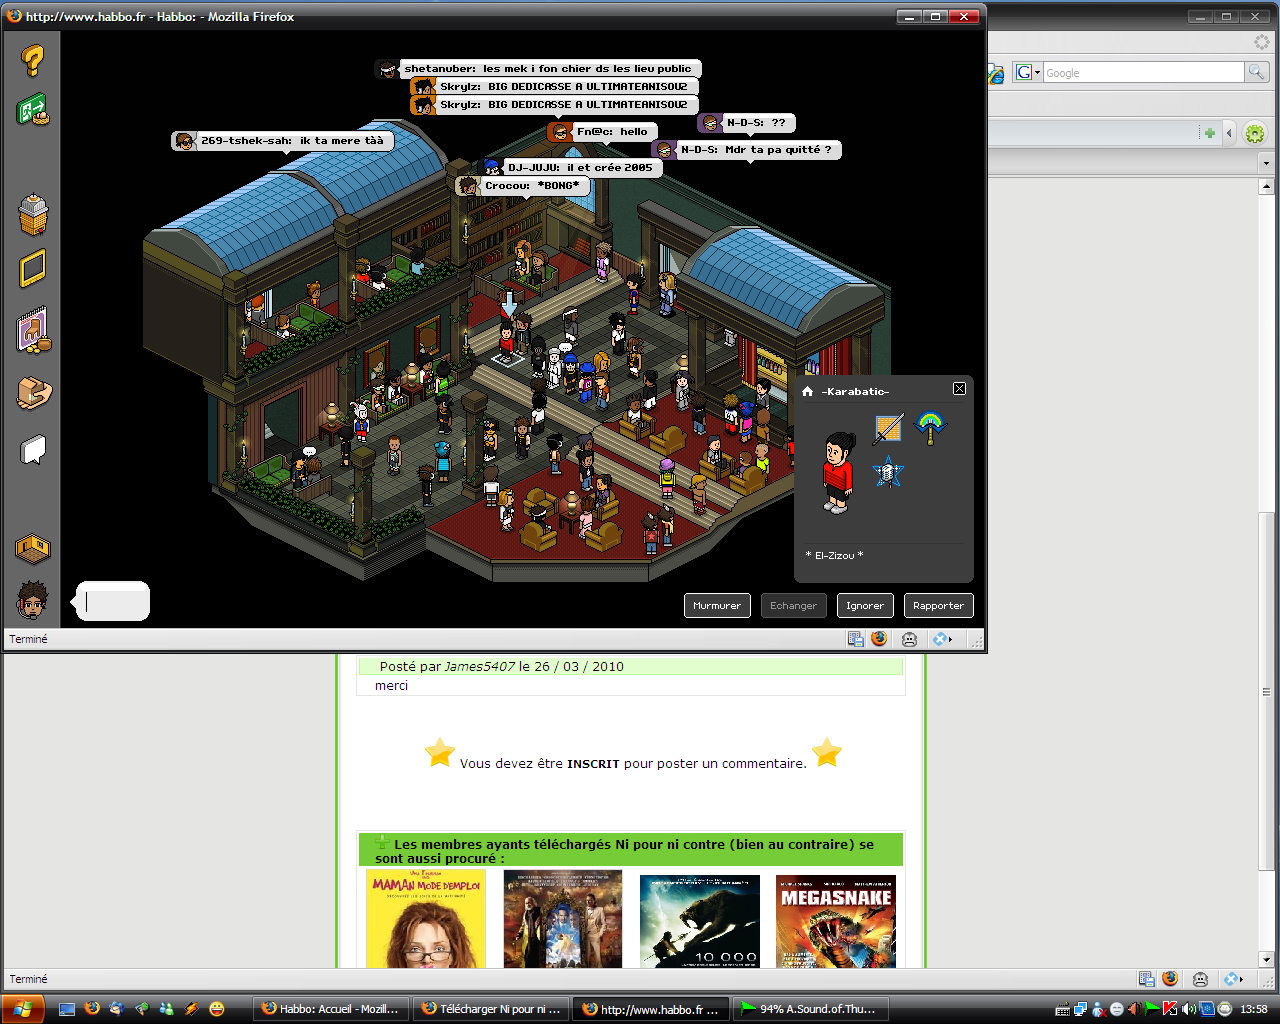 http://www.habbo.fr - Habbo: - Mozilla Firefox
Google
shetanuber: les mek i fon chier ds les lieu public
Skrylz: BIG DEDICASSE A ULTIMATEANISOU2
Skrylz: BIG DEDICASSE A ULTIMATEANISOU2
N-D-S: ??
Fn@c: hello
269-tshek-sah: ik ta mere tàà
N-D-S: Mdr ta pa quitté ?
DJ-JUJU: il et crée 2005
Crocou: *BONG*
-Karabatic-
* El-Zizou *
Murmurer
Echanger
Ignorer
Rapporter
Terminé
Posté par James5407 le 26 / 03 / 2010
merci
Vous devez être INSCRIT pour poster un commentaire.
Les membres ayants téléchargés Ni pour ni contre (bien au contraire) se
sont aussi procuré :
MAMAN MODE D'EMPLOI
10 000
MEGASNAKE
Terminé
Habbo: Accueil - Mozill...
Télécharger Ni pour ni ...
http://www.habbo.fr ...
94% A.Sound.of.Thu...
13:58